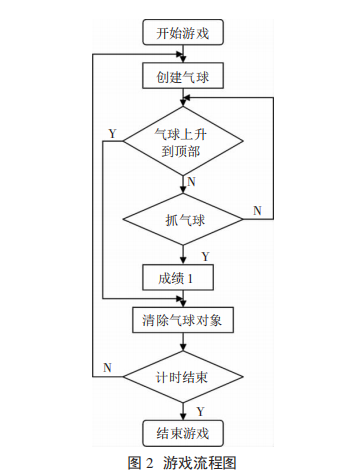 开始游戏
创建气球
气球上升
到顶部
Y
N
抓气球
N
Y
成绩 1
清除气球对象
计时结束
N
Y
结束游戏
图 2 游戏流程图